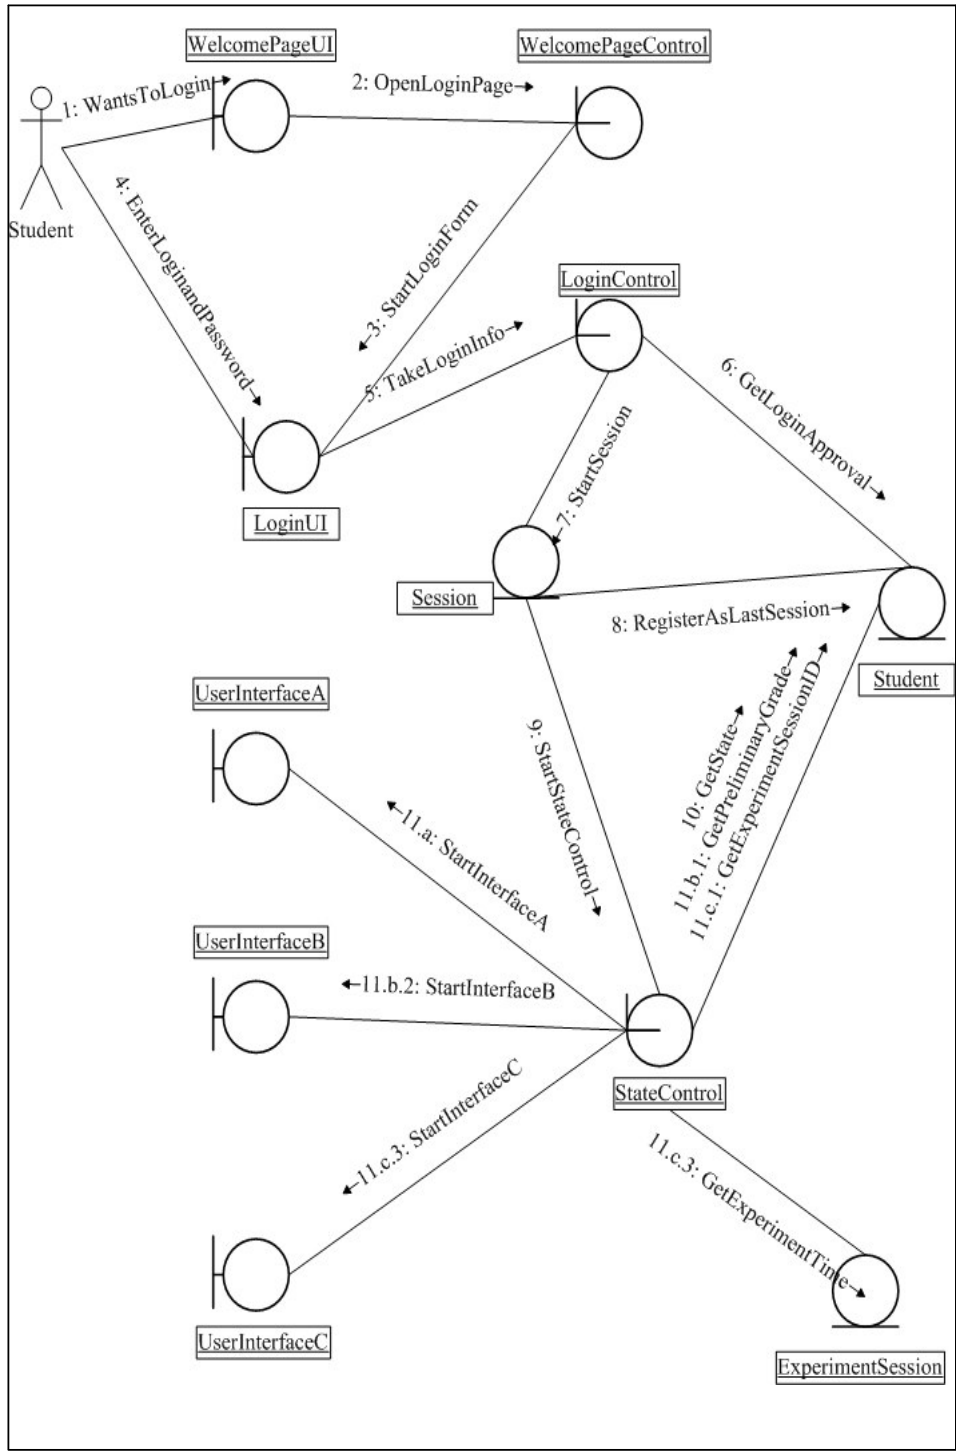 WelcomePageUI
WelcomePageControl
1: WantsToLogin
2: OpenLoginPage
Student
4: EnterLoginandPassword
3: StartLoginForm
LoginControl
5: TakeLoginInfo
6: GetLoginApproval
7: StartSession
LoginUI
Session
8: RegisterAsLastSession
Student
UserInterfaceA
9: StartStateControl
10: GetState
11.b.1: GetPreliminaryGrade
11.c.1: GetExperimentSessionID
11.a: StartInterfaceA
UserInterfaceB
11.b.2: StartInterfaceB
StateControl
11.c.3: StartInterfaceC
11.c.3: GetExperimentTime
UserInterfaceC
ExperimentSession